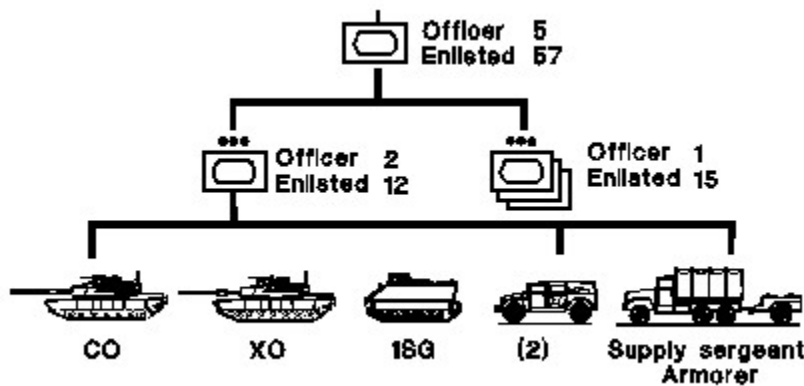 Officer 5
Enlisted 57
Officer 2
Enlisted 12
Officer 1
Enlisted 15
CO
XO
1SG
(2)
Supply sergeant
Armorer